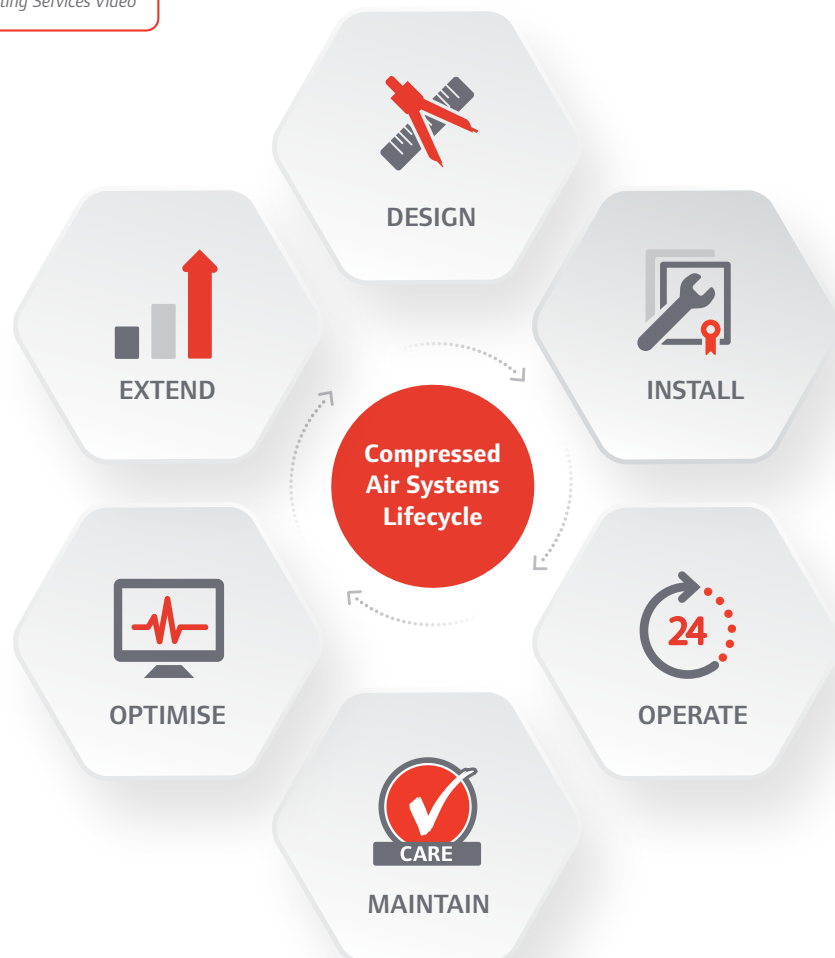 ting Services Video
DESIGN
EXTEND
INSTALL
Compressed
Air Systems
Lifecycle
24
OPTIMISE
OPERATE
CARE
MAINTAIN